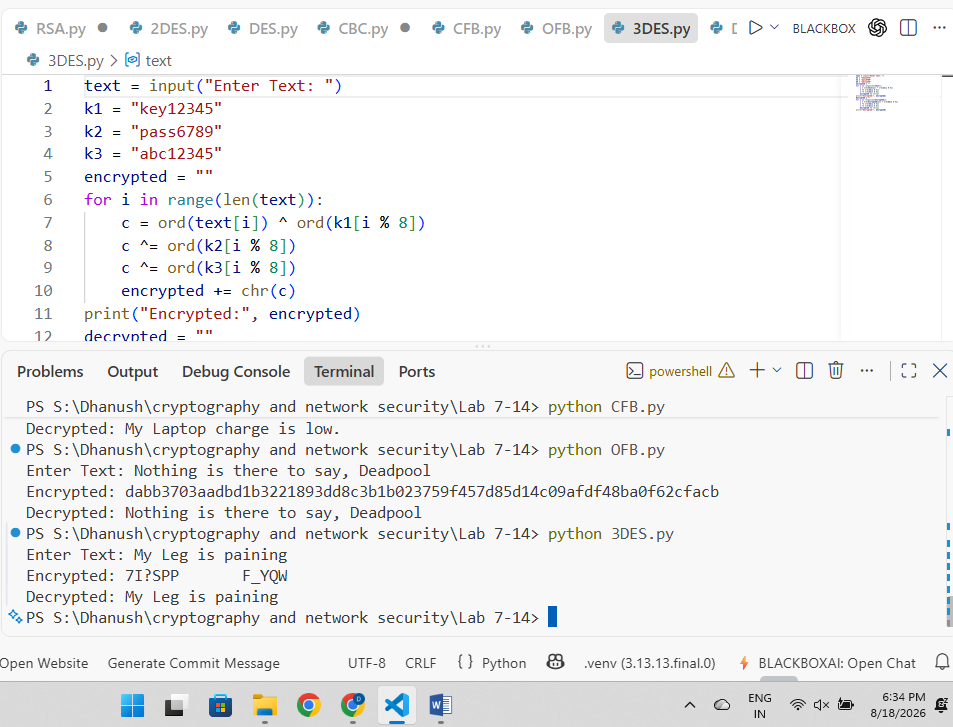 RSA.py 2DES.py DES.py CBC.py CFB.py OFB.py 3DES.py BLACKBOX
3DES.py > text
1 text = input("Enter Text: ")
2 k1 = "key12345"
3 k2 = "pass6789"
4 k3 = "abc12345"
5 encrypted = ""
6 for i in range(len(text)):
7 c = ord(text[i]) ^ ord(k1[i % 8])
8 c ^= ord(k2[i % 8])
9 c ^= ord(k3[i % 8])
10 encrypted += chr(c)
11 print("Encrypted:", encrypted)
12 decrypted = ""
Problems Output Debug Console Terminal Ports powershell
PS S:\Dhanush\cryptography and network security\Lab 7-14> python CFB.py
Decrypted: My Laptop charge is low.
PS S:\Dhanush\cryptography and network security\Lab 7-14> python OFB.py
Enter Text: Nothing is there to say, Deadpool
Encrypted: dabb3703aadbd1b3221893dd8c3b1b023759f457d85d14c09afdf48ba0f62cfacb
Decrypted: Nothing is there to say, Deadpool
PS S:\Dhanush\cryptography and network security\Lab 7-14> python 3DES.py
Enter Text: My Leg is paining
Encrypted: 7I?SPP F_YQW
Decrypted: My Leg is paining
PS S:\Dhanush\cryptography and network security\Lab 7-14>
Open Website Generate Commit Message UTF-8 CRLF { } Python .venv (3.13.13.final.0) BLACKBOXAI: Open Chat
ENG 6:34 PM
IN 8/18/2026